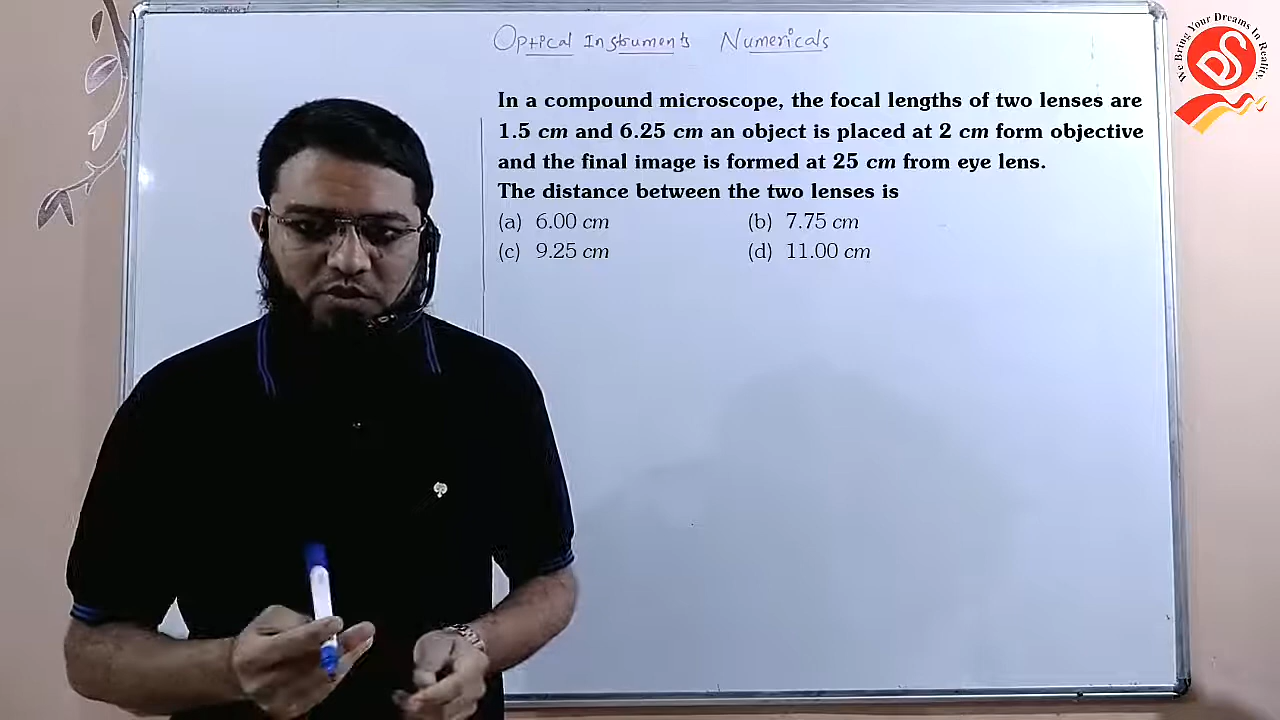 Optical Instruments Numericals
In a compound microscope, the focal lengths of two lenses are
1.5 cm and 6.25 cm an object is placed at 2 cm form objective
and the final image is formed at 25 cm from eye lens.
The distance between the two lenses is
(a) 6.00 cm (b) 7.75 cm
(c) 9.25 cm (d) 11.00 cm
We Bring Your Dreams In Reality
DS